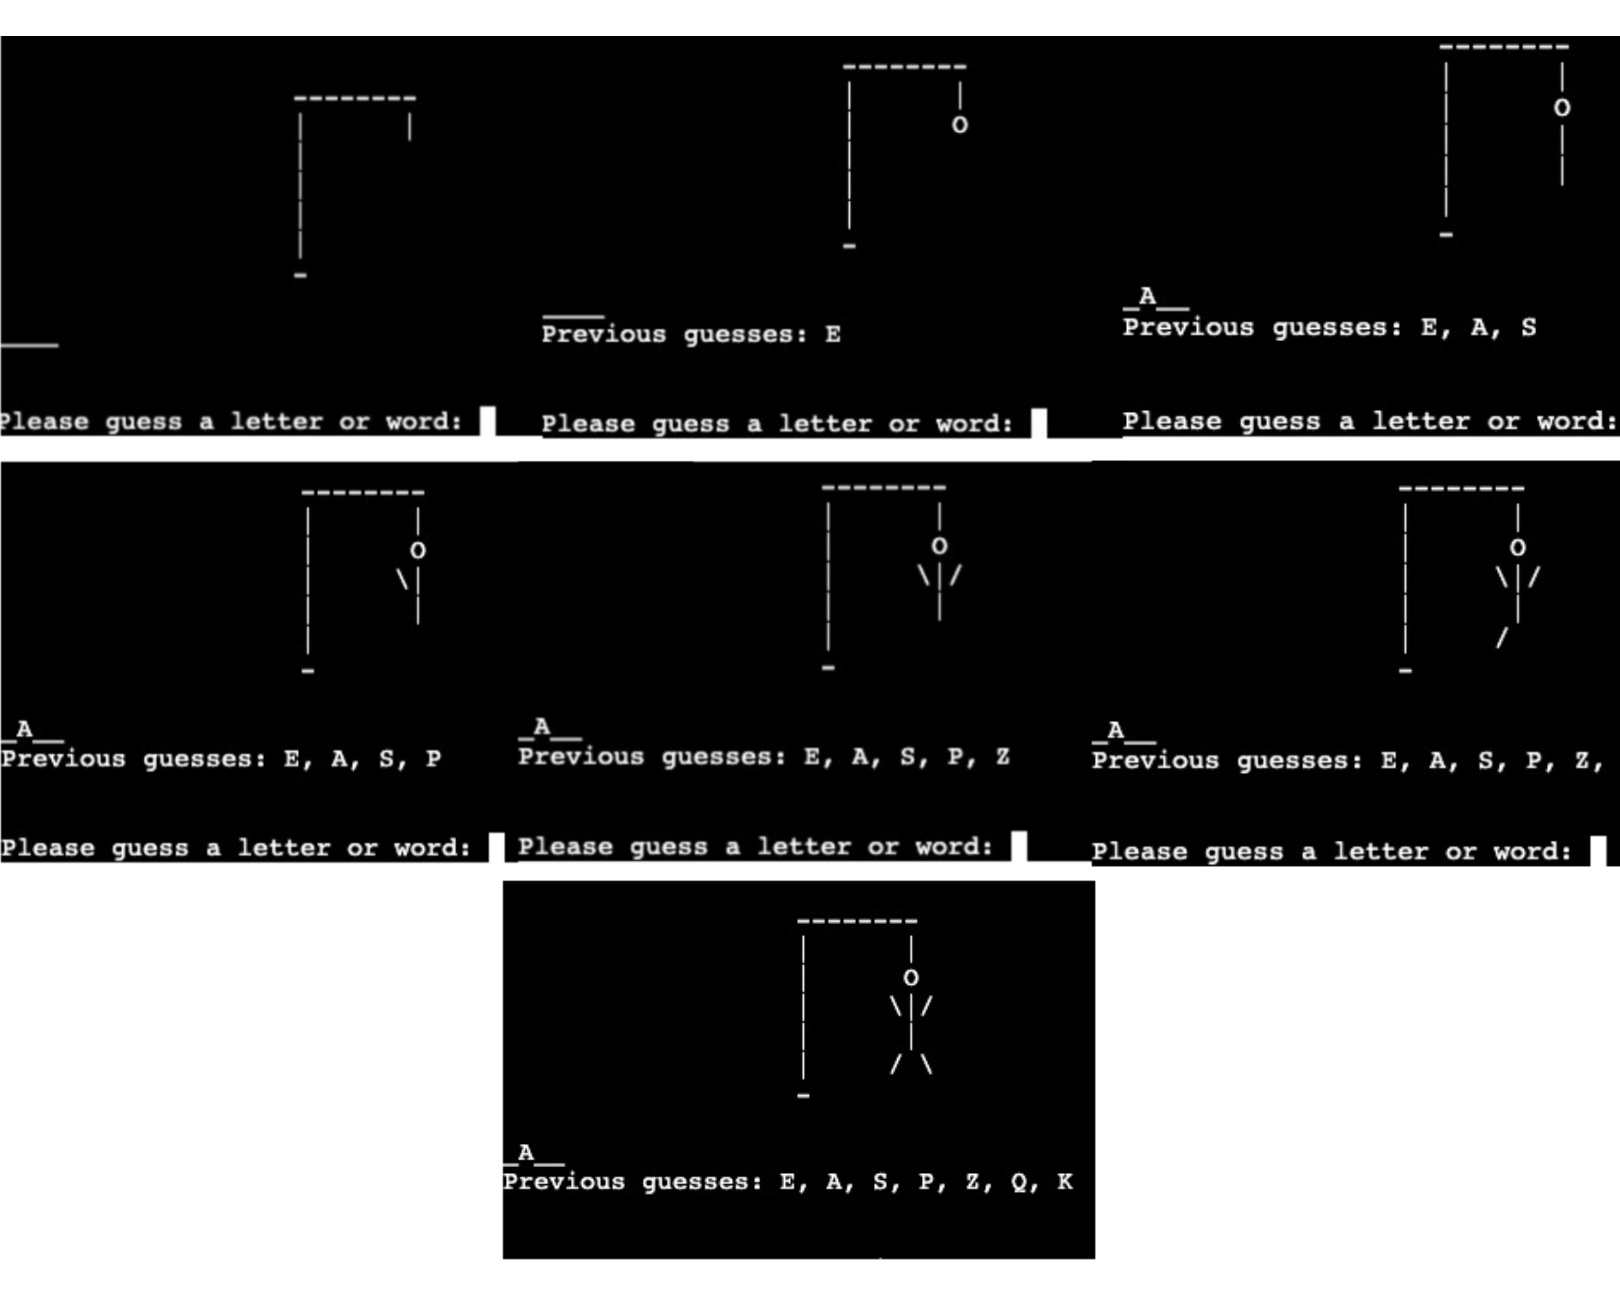 ____
Please guess a letter or word:
O
____
Previous guesses: E
Please guess a letter or word:
O
_A__
Previous guesses: E, A, S
Please guess a letter or word:
O
_A__
Previous guesses: E, A, S, P
Please guess a letter or word:
O
_A__
Previous guesses: E, A, S, P, Z
Please guess a letter or word:
O
_A__
Previous guesses: E, A, S, P, Z,
Please guess a letter or word:
O
_A__
Previous guesses: E, A, S, P, Z, Q, K